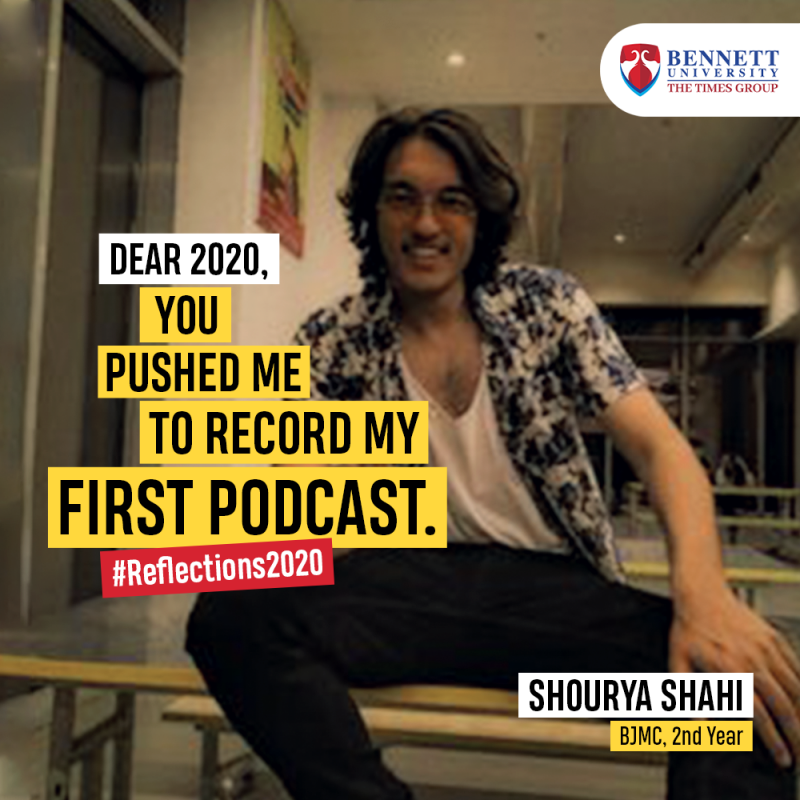 BENNETT
UNIVERSITY
THE TIMES GROUP
DEAR 2020,
YOU
PUSHED ME
TO RECORD MY
FIRST PODCAST.
#Reflections2020
SHOURYA SHAHI
BJMC, 2nd Year